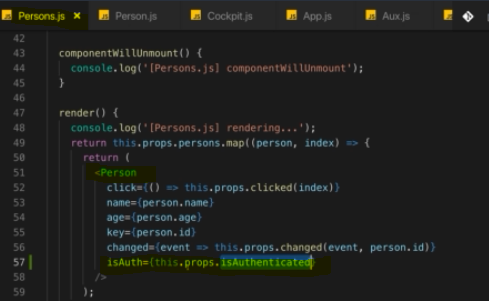 Persons.js × Person.js Cockpit.js App.js Aux.js
42
43 componentWillUnmount() {
44 console.log('[Persons.js] componentWillUnmount');
45 }
46
47 render() {
48 console.log('[Persons.js] rendering...');
49 return this.props.persons.map((person, index) => {
50 return (
51 <Person
52 click={() => this.props.clicked(index)}
53 name={person.name}
54 age={person.age}
55 key={person.id}
56 changed={event => this.props.changed(event, person.id)}
57 isAuth={this.props.isAuthenticated}
58 />
59 );